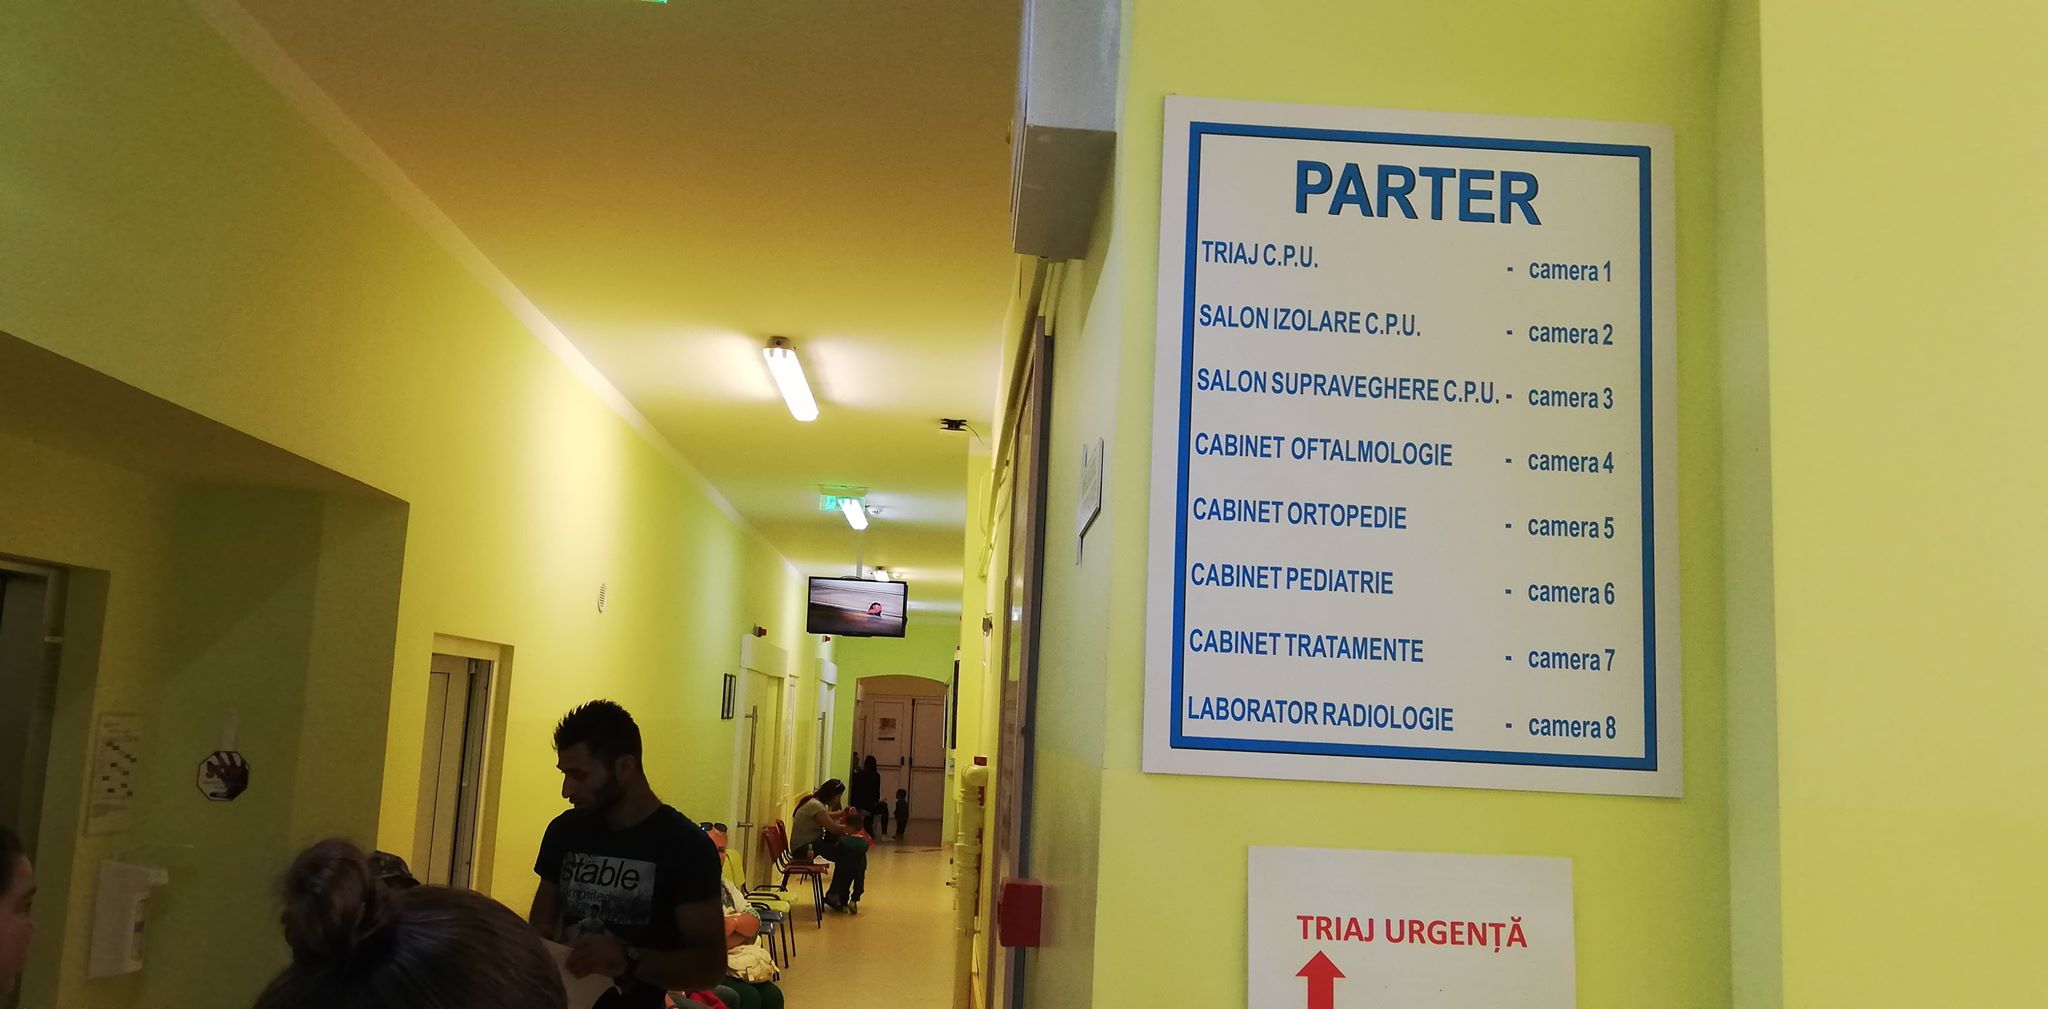 PARTER
TRIAJ C.P.U. - camera 1
SALON IZOLARE C.P.U. - camera 2
SALON SUPRAVEGHERE C.P.U. - camera 3
CABINET OFTALMOLOGIE - camera 4
CABINET ORTOPEDIE - camera 5
CABINET PEDIATRIE - camera 6
CABINET TRATAMENTE - camera 7
LABORATOR RADIOLOGIE - camera 8
TRIAJ URGENȚĂ
stable